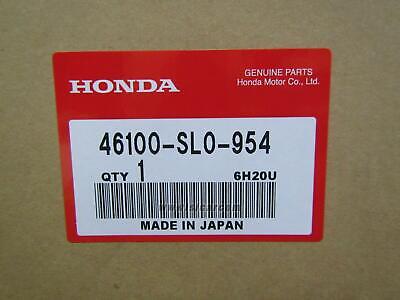 GENUINE PARTS
HONDA
Honda Motor Co., Ltd.
46100-SL0-954
QTY 1 6H20U
MADE IN JAPAN